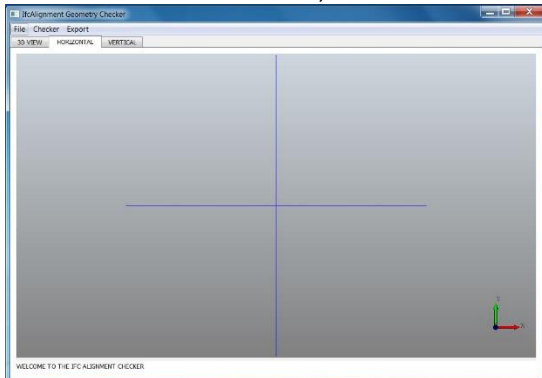 IfcAlignment Geometry Checker
File Checker Export
3D VIEW HORIZONTAL VERTICAL
Y
X
WELCOME TO THE IFC ALIGNMENT CHECKER